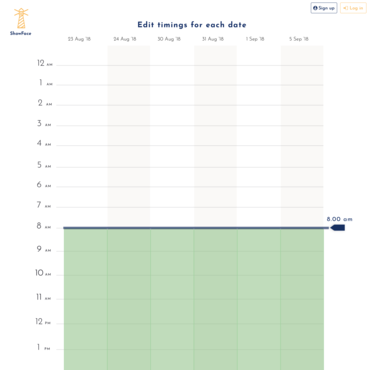 Sign up
Log in
ShowFace
Edit timings for each date
23 Aug '18
24 Aug '18
30 Aug '18
31 Aug '18
1 Sep '18
5 Sep '18
12 AM
1 AM
2 AM
3 AM
4 AM
5 AM
6 AM
7 AM
8.00 am
8 AM
9 AM
10 AM
11 AM
12 PM
1 PM